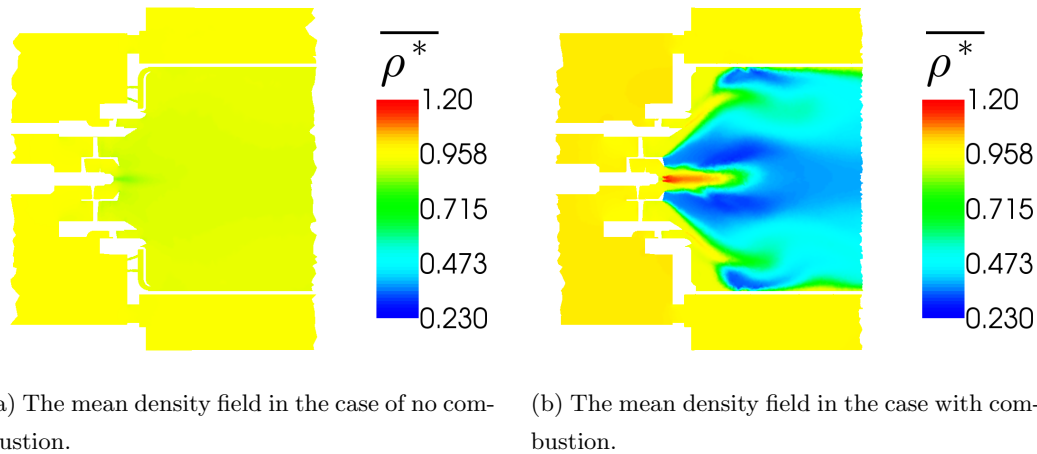 ρ*
1.20
0.958
0.715
0.473
0.230
ρ*
1.20
0.958
0.715
0.473
0.230
a) The mean density field in the case of no com-
ustion.
(b) The mean density field in the case with com-
bustion.